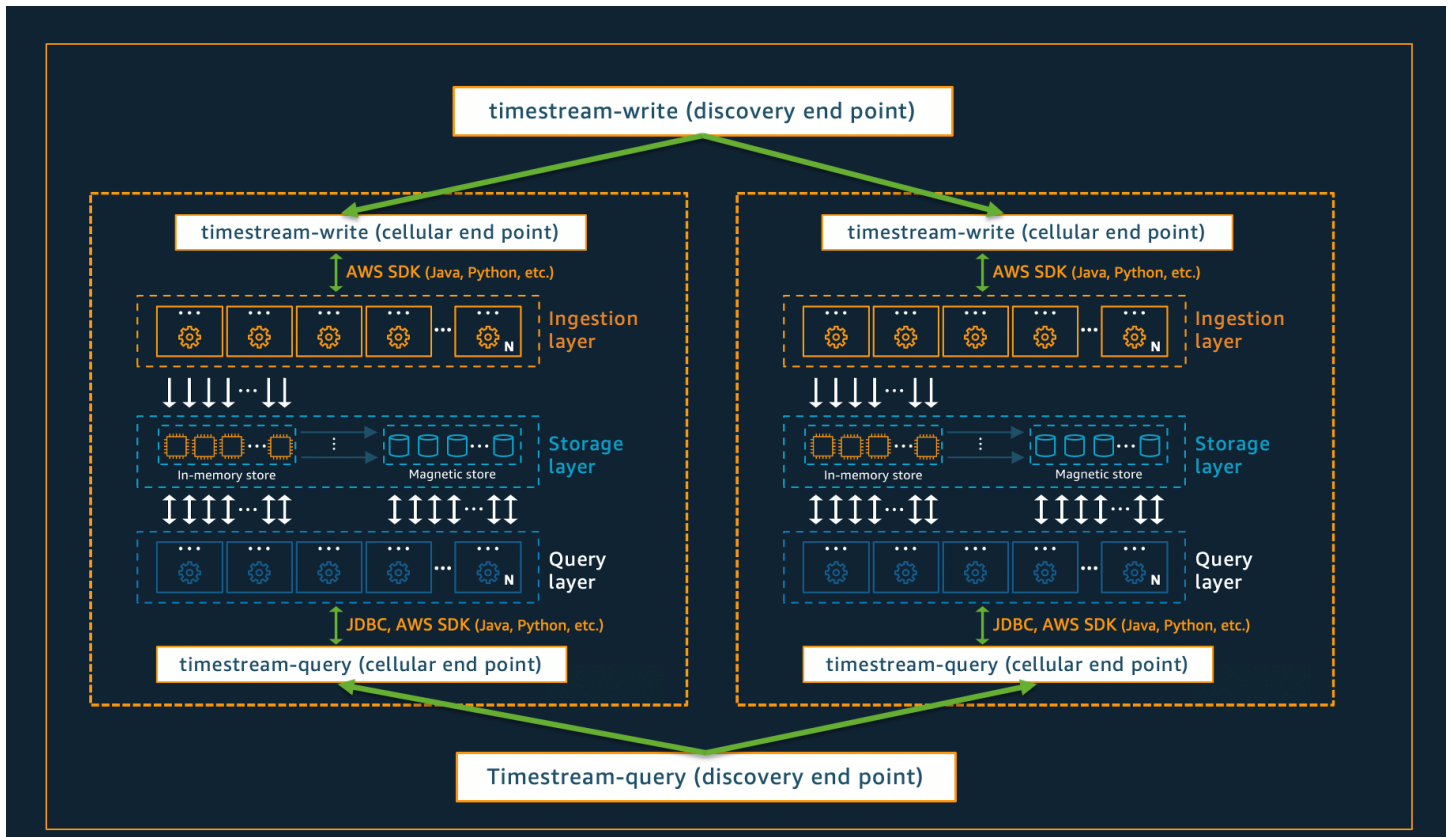 timestream-write (discovery end point)
timestream-write (cellular end point)
AWS SDK (Java, Python, etc.)
Ingestion
layer
N
Storage
layer
In-memory store
Magnetic store
Query
layer
N
JDBC, AWS SDK (Java, Python, etc.)
timestream-query (cellular end point)
timestream-write (cellular end point)
AWS SDK (Java, Python, etc.)
Ingestion
layer
N
Storage
layer
In-memory store
Magnetic store
Query
layer
N
JDBC, AWS SDK (Java, Python, etc.)
timestream-query (cellular end point)
Timestream-query (discovery end point)